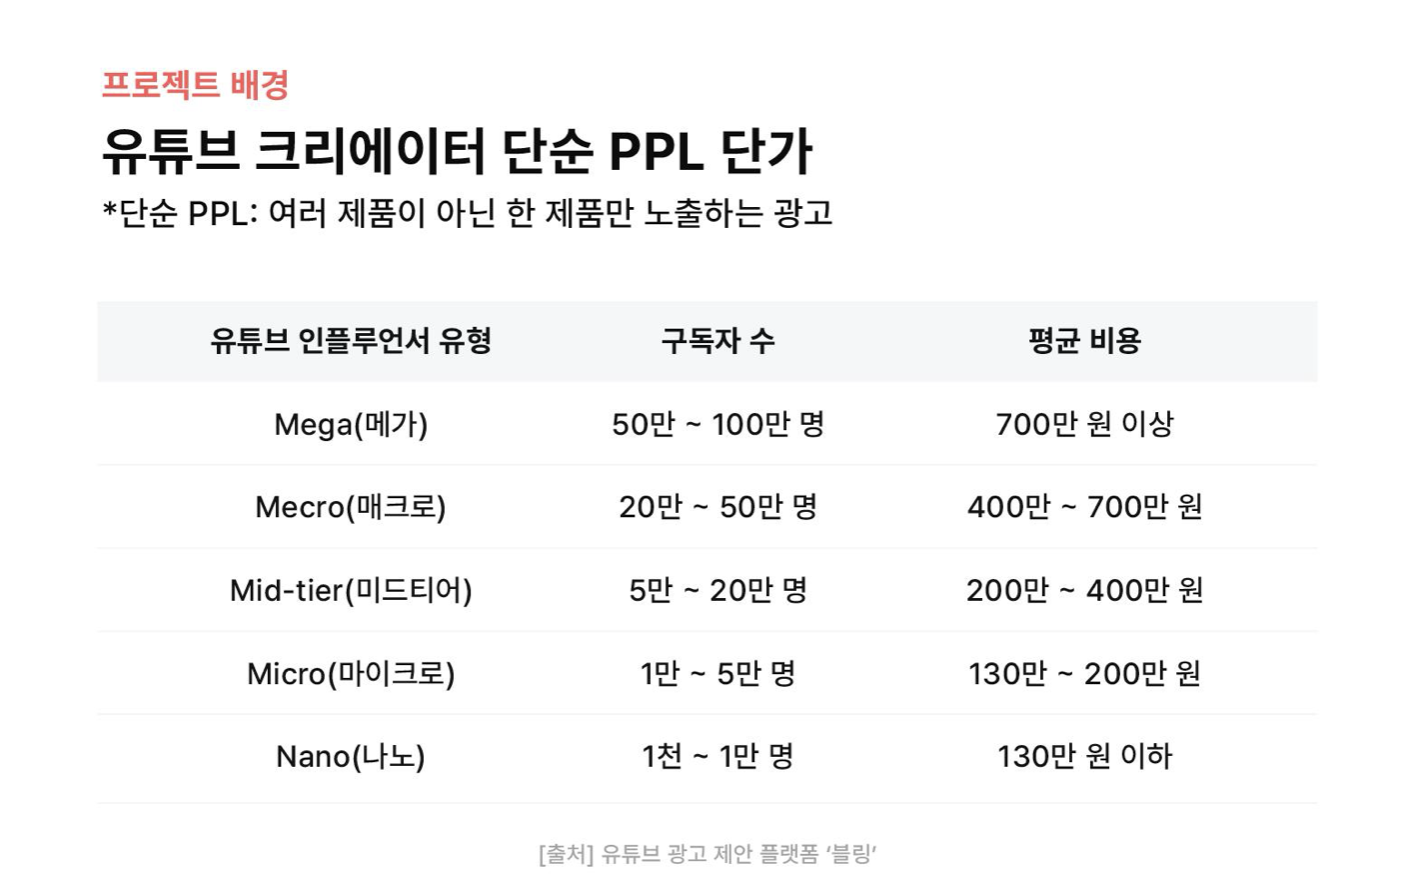 프로젝트 배경
유튜브 크리에이터 단순 PPL 단가
*단순 PPL: 여러 제품이 아닌 한 제품만 노출하는 광고
유튜브 인플루언서 유형 구독자 수 평균 비용
Mega(메가) 50만 ~ 100만 명 700만 원 이상
Mecro(매크로) 20만 ~ 50만 명 400만 ~ 700만 원
Mid-tier(미드티어) 5만 ~ 20만 명 200만 ~ 400만 원
Micro(마이크로) 1만 ~ 5만 명 130만 ~ 200만 원
Nano(나노) 1천 ~ 1만 명 130만 원 이하
[출처] 유튜브 광고 제안 플랫폼 ‘블링’